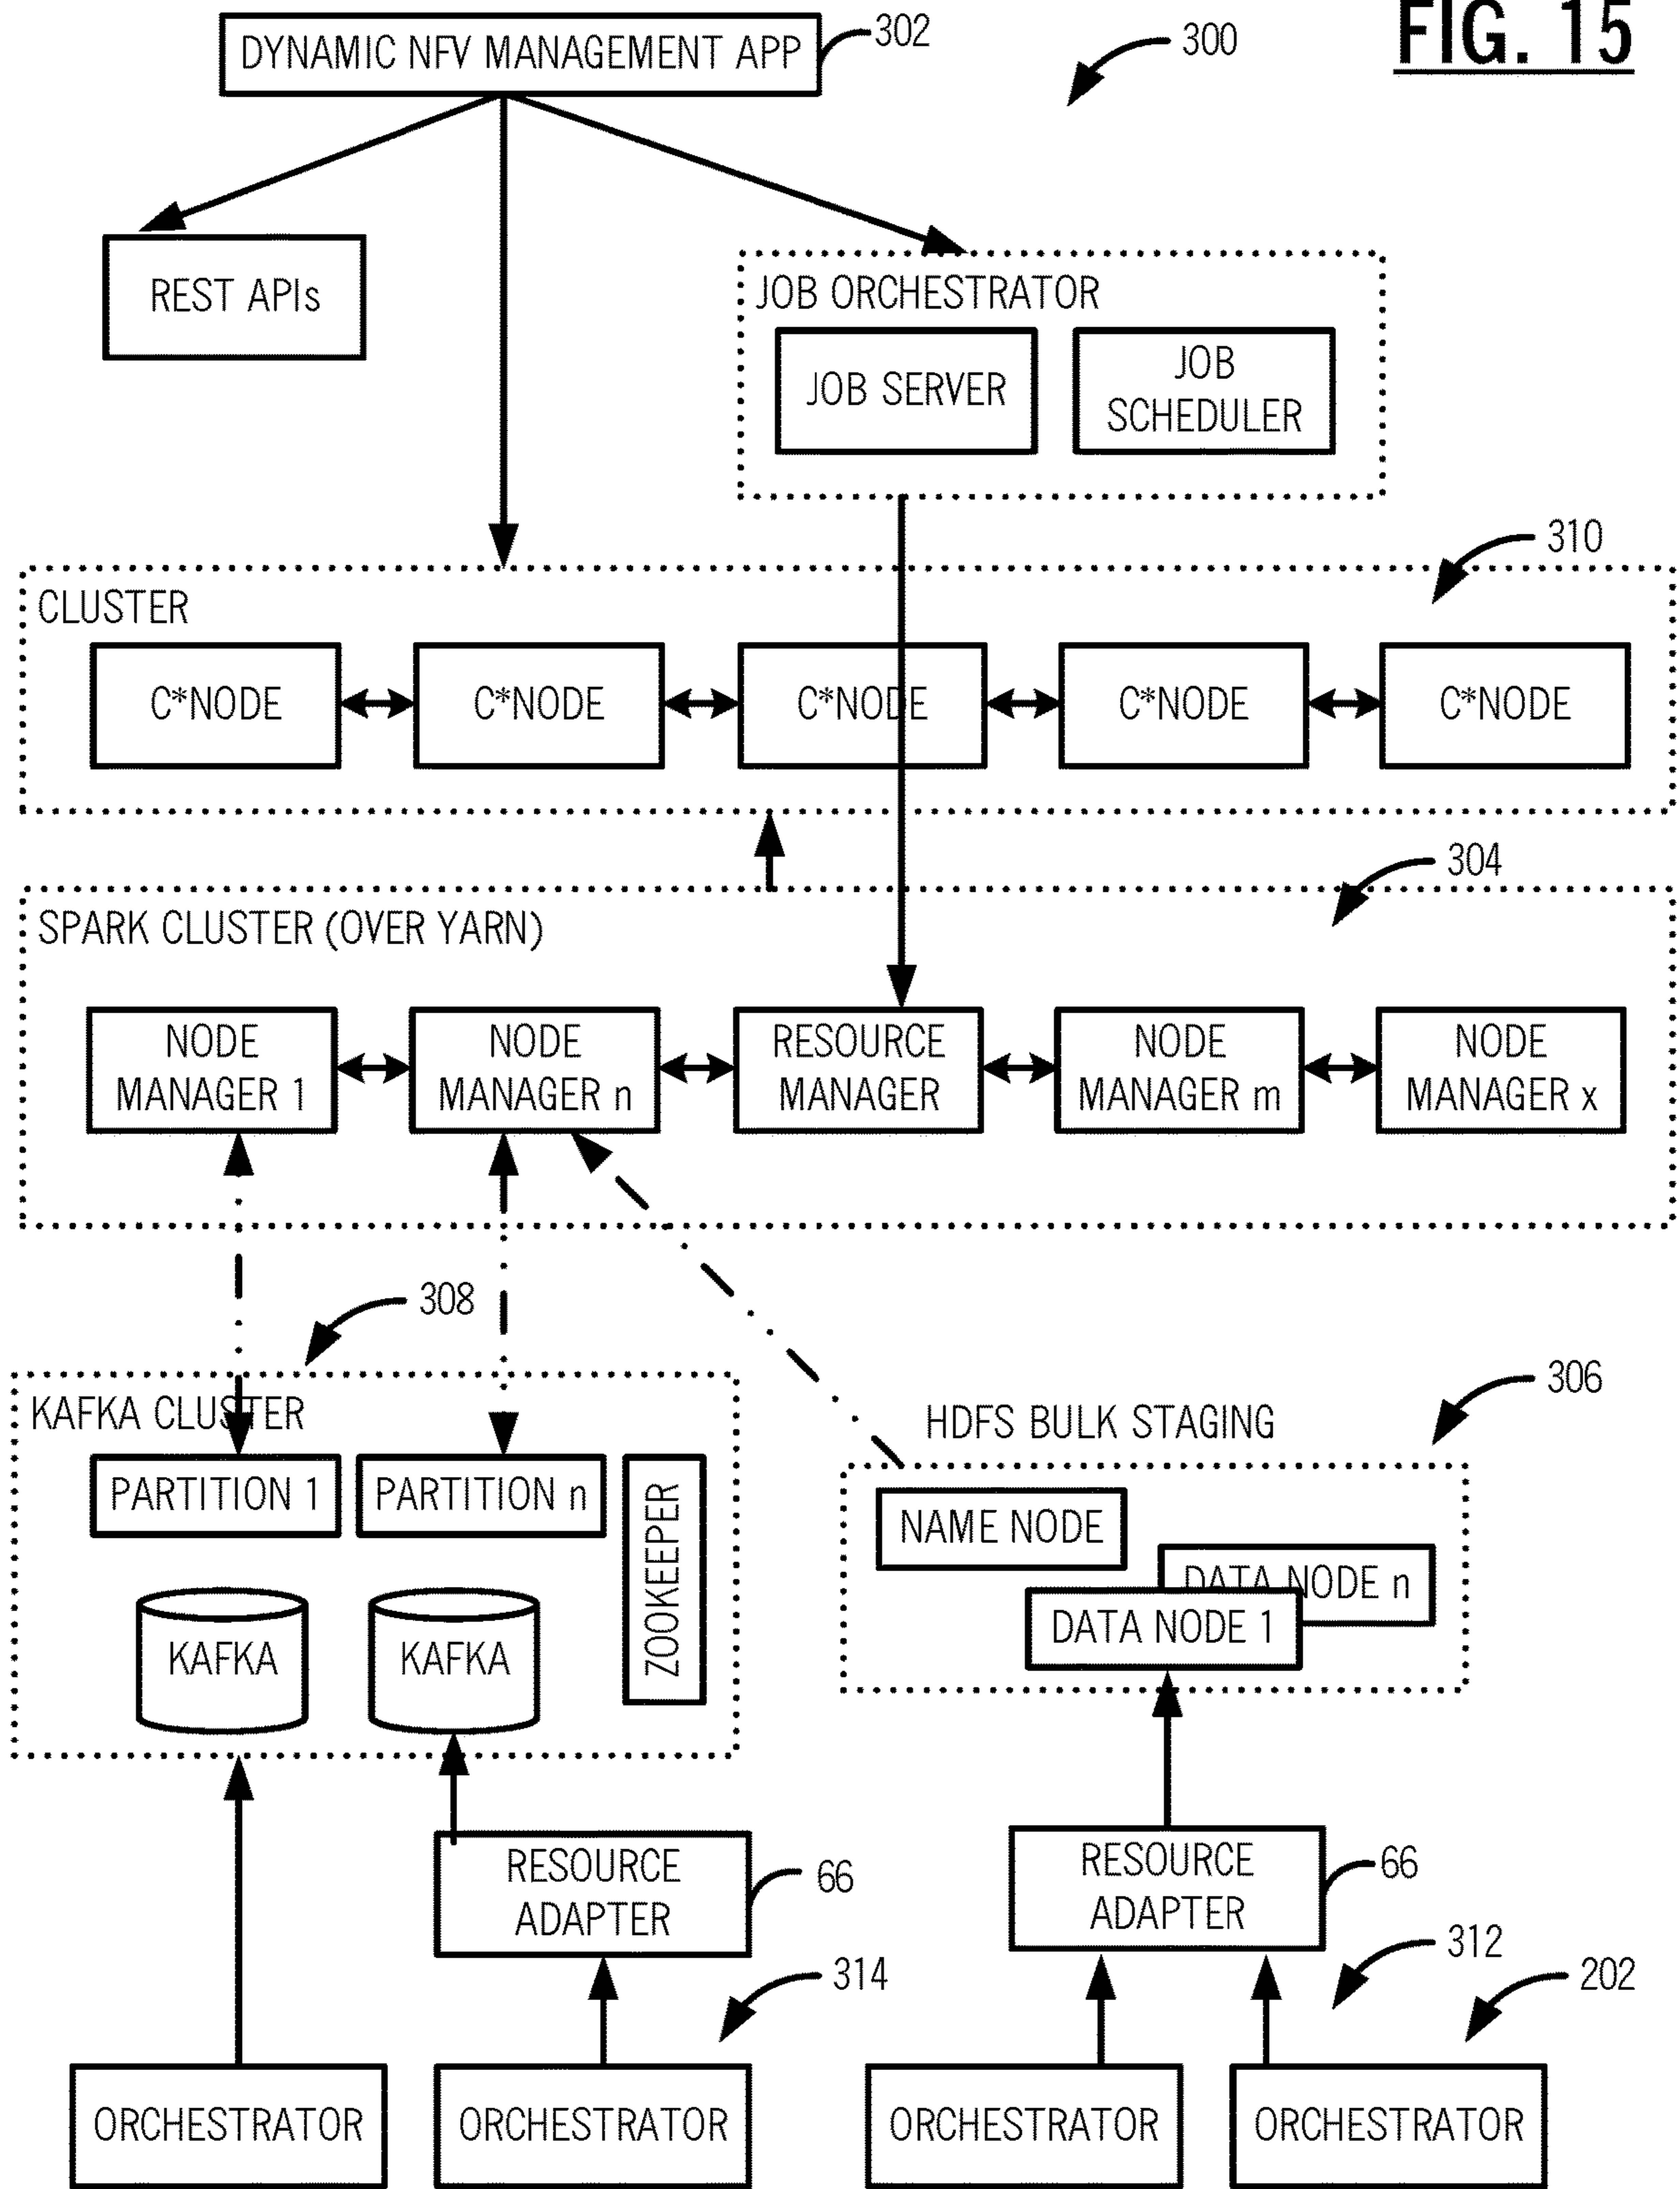 FIG. 15
DYNAMIC NFV MANAGEMENT APP
302
300
REST APIs
JOB ORCHESTRATOR
JOB SERVER
JOB
SCHEDULER
310
CLUSTER
C*NODE
C*NODE
C*NODE
C*NODE
C*NODE
304
SPARK CLUSTER (OVER YARN)
NODE
MANAGER 1
NODE
MANAGER n
RESOURCE
MANAGER
NODE
MANAGER m
NODE
MANAGER x
308
KAFKA CLUSTER
PARTITION 1
PARTITION n
ZOOKEEPER
KAFKA
KAFKA
306
HDFS BULK STAGING
NAME NODE
DATA NODE n
DATA NODE 1
RESOURCE
ADAPTER
66
RESOURCE
ADAPTER
66
314
312
202
ORCHESTRATOR
ORCHESTRATOR
ORCHESTRATOR
ORCHESTRATOR